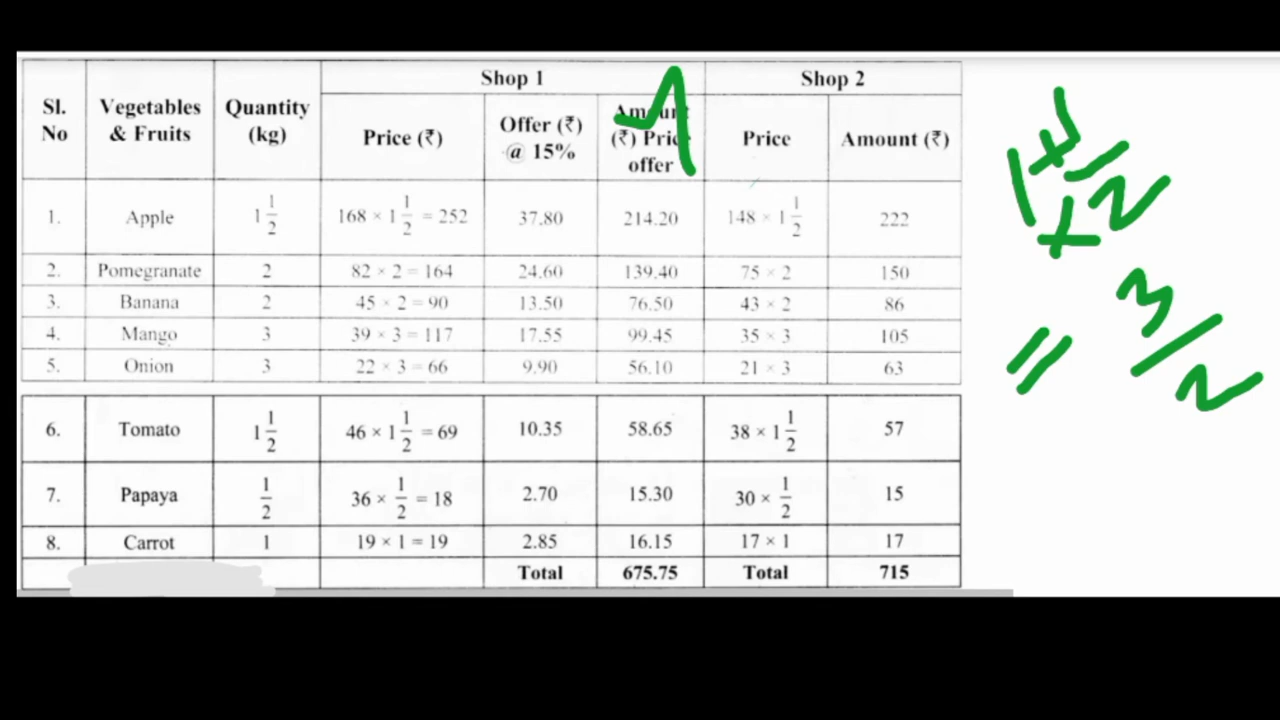 Shop 1 Shop 2
Sl. No Vegetables & Fruits Quantity (kg) Price (₹) Offer (₹) @ 15% Amount (₹) Price offer Price Amount (₹)
1. Apple 1 1/2 168 × 1 1/2 = 252 37.80 214.20 148 × 1 1/2 222
2. Pomegranate 2 82 × 2 = 164 24.60 139.40 75 × 2 150
3. Banana 2 45 × 2 = 90 13.50 76.50 43 × 2 86
4. Mango 3 39 × 3 = 117 17.55 99.45 35 × 3 105
5. Onion 3 22 × 3 = 66 9.90 56.10 21 × 3 63
6. Tomato 1 1/2 46 × 1 1/2 = 69 10.35 58.65 38 × 1 1/2 57
7. Papaya 1/2 36 × 1/2 = 18 2.70 15.30 30 × 1/2 15
8. Carrot 1 19 × 1 = 19 2.85 16.15 17 × 1 17
Total 675.75 Total 715
= 3/2